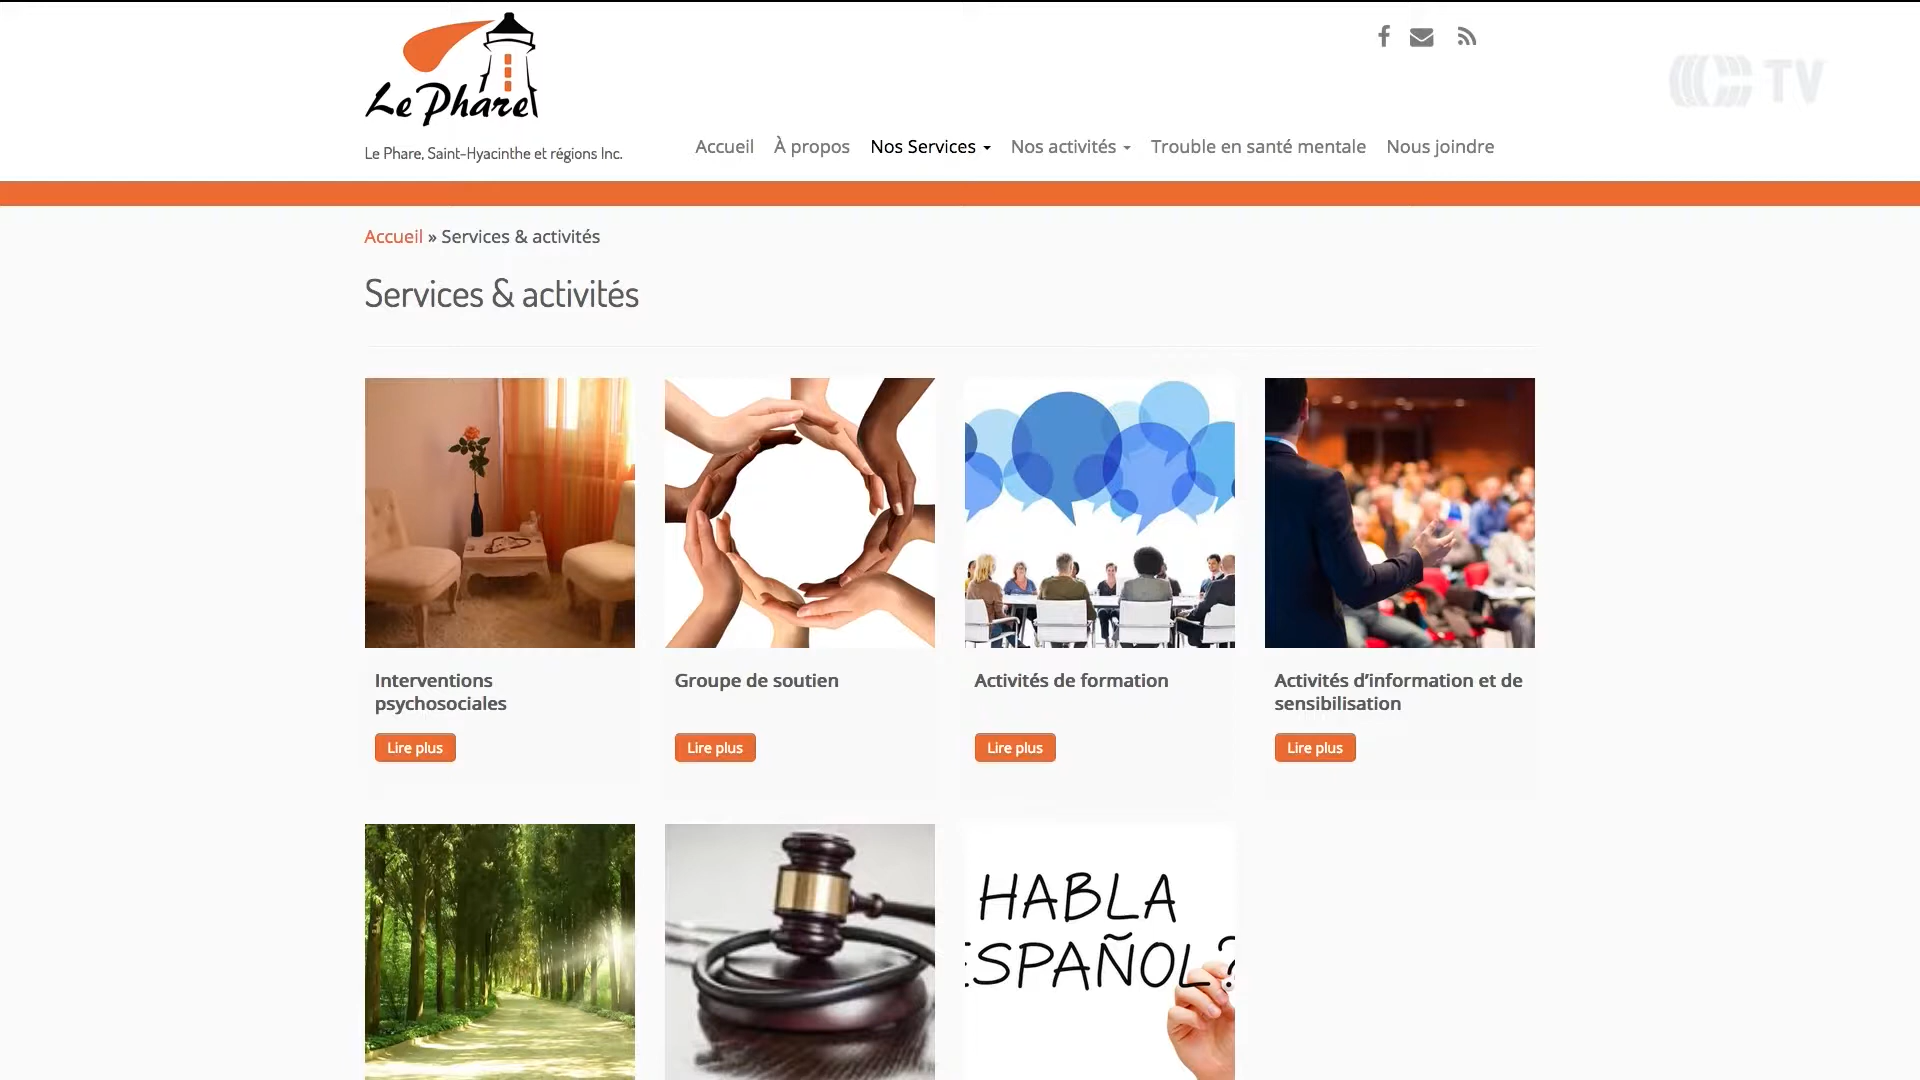 Le Phare
TV
Le Phare, Saint-Hyacinthe et régions Inc.
Accueil À propos Nos Services Nos activités Trouble en santé mentale Nous joindre
Accueil » Services & activités
Services & activités
Interventions
psychosociales
Lire plus
Groupe de soutien
Lire plus
Activités de formation
Lire plus
Activités d’information et de
sensibilisation
Lire plus
HABLA
ESPAÑOL?